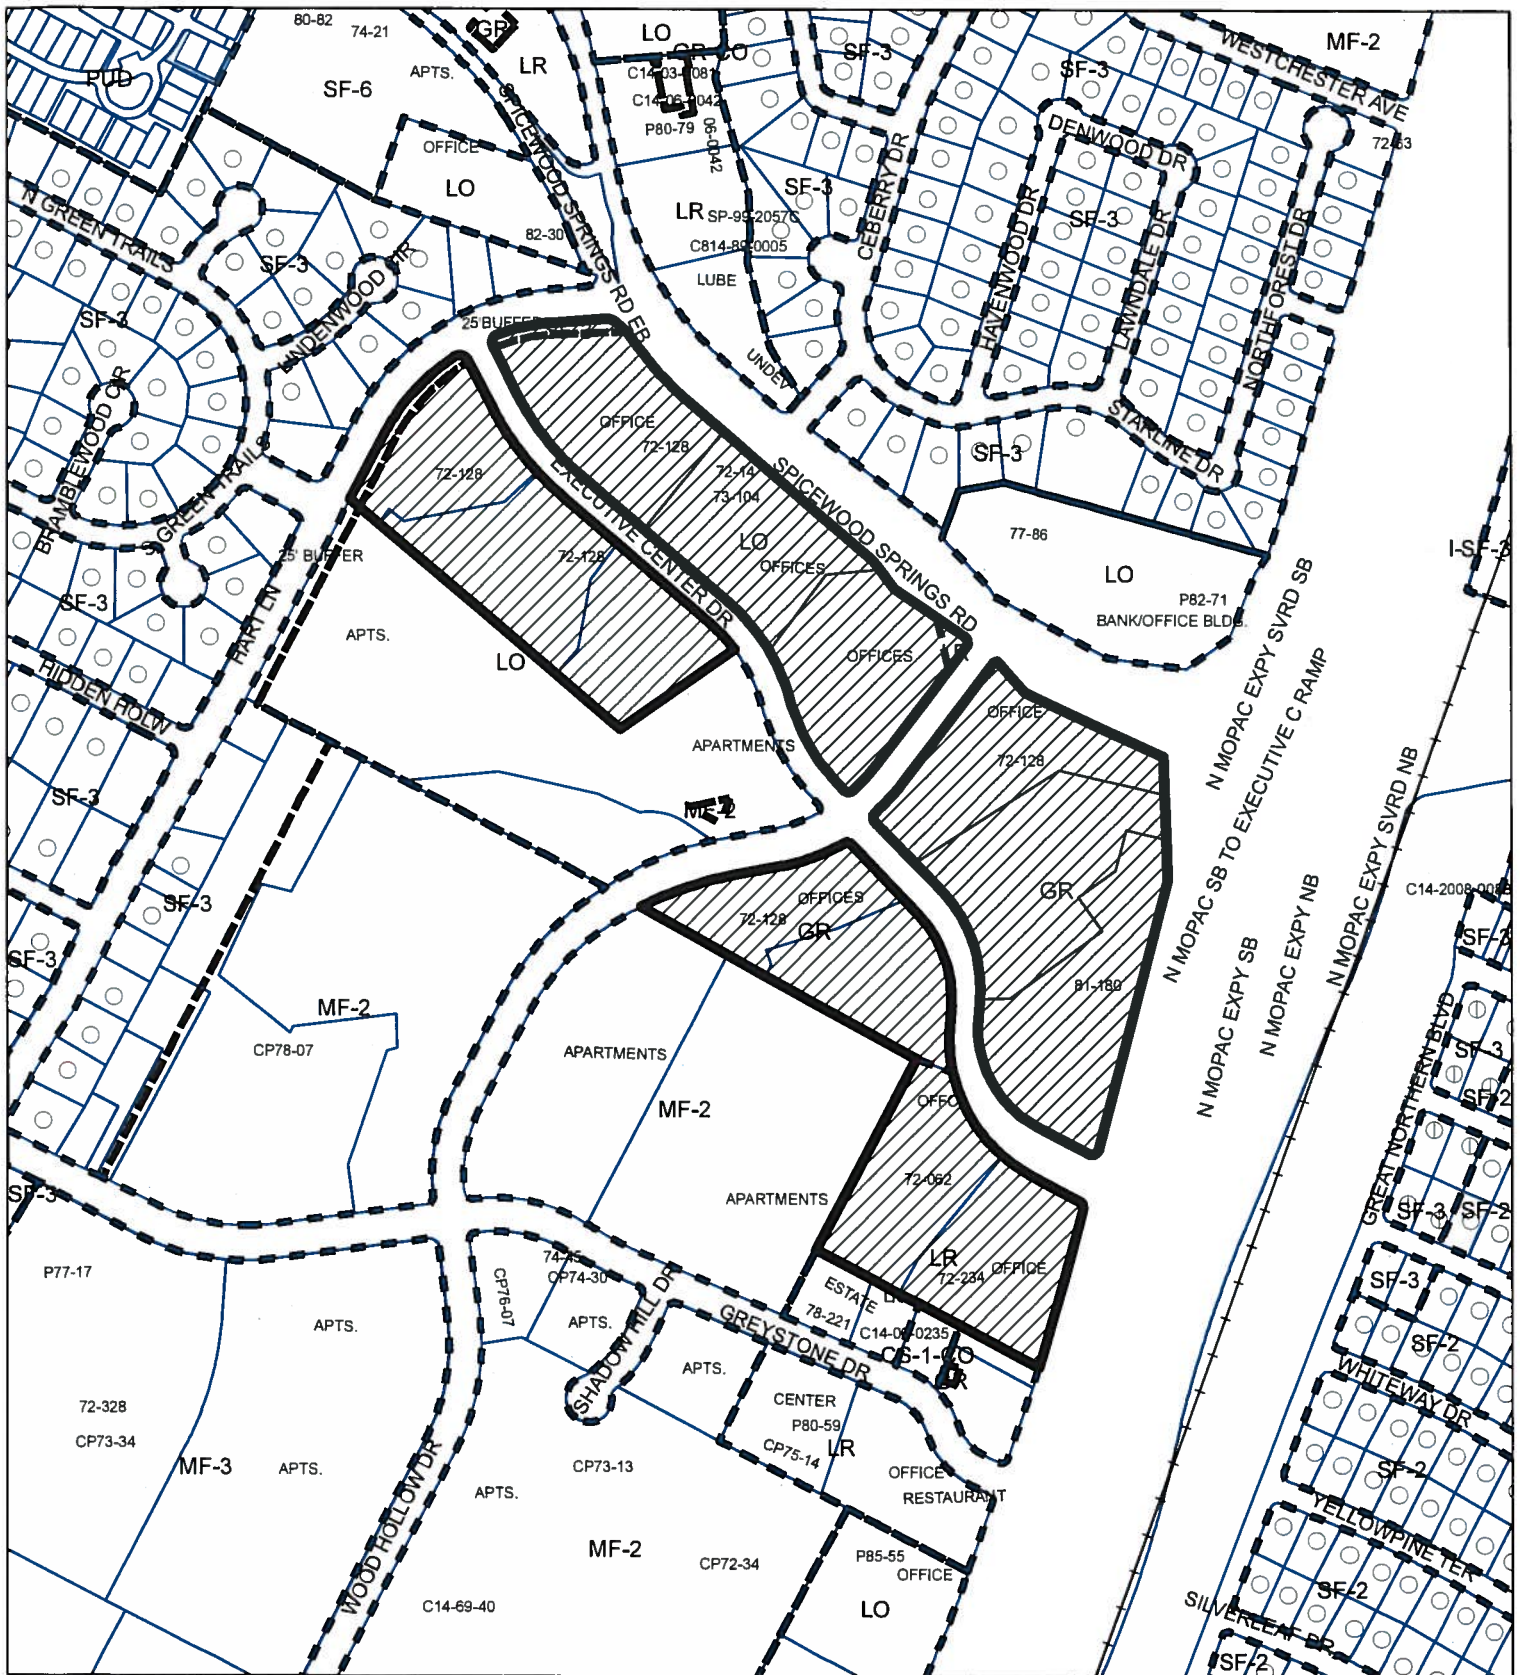 80-82
74-21
GR
LO
GR-CO
SF-3
WESTCHESTER AVE
MF-2
PUD
APTS.
SF-6
LR
C14-03-0081
SF-3
C14-06-0042
P80-79
06-0042
DENWOOD DR
72-63
OFFICE
SPICEWOOD SPRINGS RD EB
LO
SF-3
CEBERRY DR
N GREEN TRAILS
LR
SP-99-2057C
SF-3
82-30
C814-89-0005
HAVENWOOD DR
LAWNDALE DR
NORTHFOREST DR
SF-3
LUBE
LINDENWOOD CIR
SF-3
25'BUFFER
UNDEV
BRAMBLEWOOD CIR
OFFICE
72-128
STARLINE DR
S GREEN TRAILS
72-128
72-14
73-104
SPICEWOOD SPRINGS RD
SF-3
EXECUTIVE CENTER DR
77-86
LO
I-SF-3
25' BUFFER
72-128
OFFICES
LO
P82-71
SF-3
BANK/OFFICE BLDG.
HART LN
APTS.
LO
OFFICES
LR
HIDDEN HOLW
N MOPAC EXPY SVRD SB
N MOPAC SB TO EXECUTIVE C RAMP
OFFICE
APARTMENTS
72-128
SF-3
MF-2
N MOPAC EXPY SVRD NB
GR
SF-3
OFFICES
72-128
GR
SF-3
SF-3
81-180
N MOPAC EXPY SB
N MOPAC EXPY NB
MF-2
CP78-07
APARTMENTS
GREAT NORTHERN BLVD
SF-3
SF-2
MF-2
72-062
SF-3
APARTMENTS
SF-3
SF-2
P77-17
CP74-30
CP76-07
LR
72-234
OFFICE
SF-3
ESTATE
78-221
APTS.
APTS.
SHADOW HILL DR
GREYSTONE DR
CS-1-CO
SF-2
APTS.
WHITEWAY DR
CENTER
72-328
P80-59
CP73-34
LR
CP75-14
MF-3
APTS.
CP73-13
OFFICE
SF-2
APTS.
RESTAURANT
WOOD HOLLOW DR
YELLOWPINE TER
MF-2
CP72-34
P85-55
OFFICE
SF-2
C14-69-40
LO
SILVERLEAF DR
SF-2